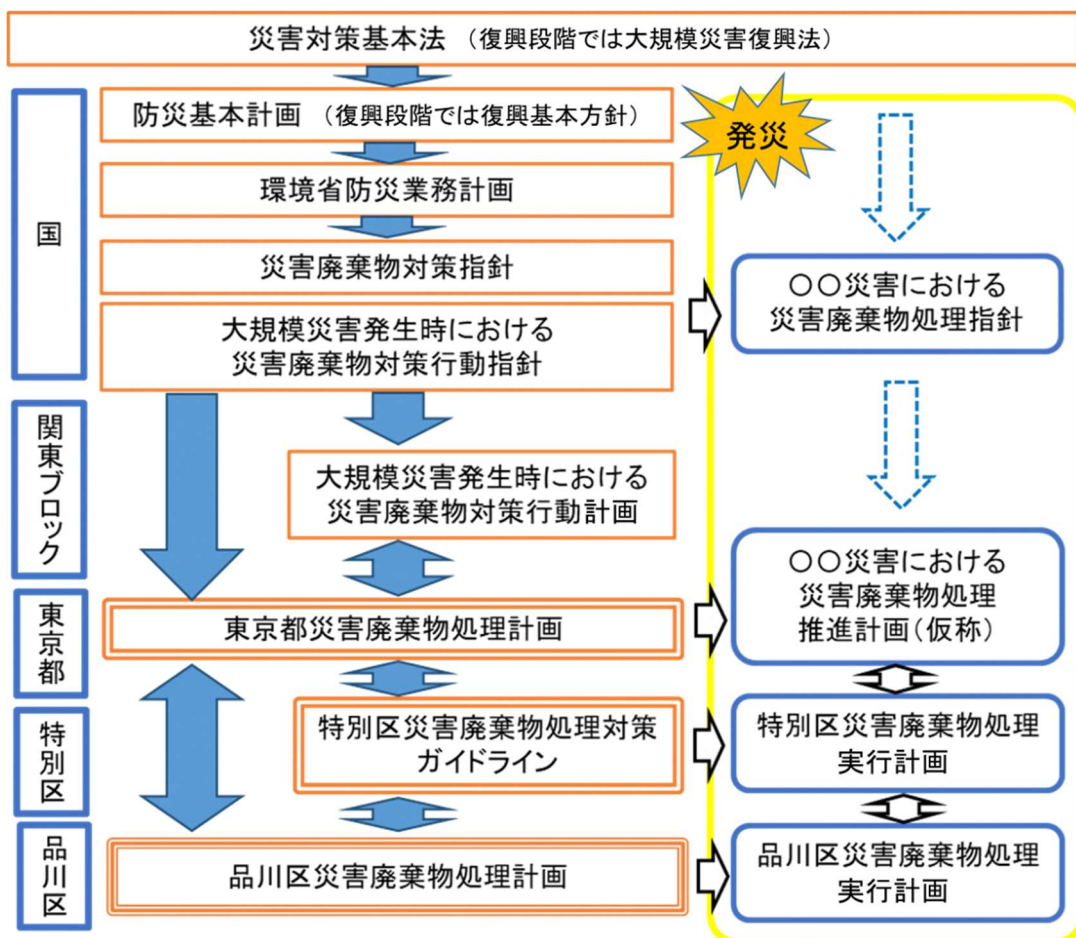 災害対策基本法 （復興段階では大規模災害復興法）
国
防災基本計画 （復興段階では復興基本方針）
発災
環境省防災業務計画
災害廃棄物対策指針
大規模災害発生時における
災害廃棄物対策行動指針
〇〇災害における
災害廃棄物処理指針
関東ブロック
大規模災害発生時における
災害廃棄物対策行動計画
東京都
東京都災害廃棄物処理計画
〇〇災害における
災害廃棄物処理
推進計画（仮称）
特別区
特別区災害廃棄物処理対策
ガイドライン
特別区災害廃棄物処理
実行計画
品川区
品川区災害廃棄物処理計画
品川区災害廃棄物処理
実行計画